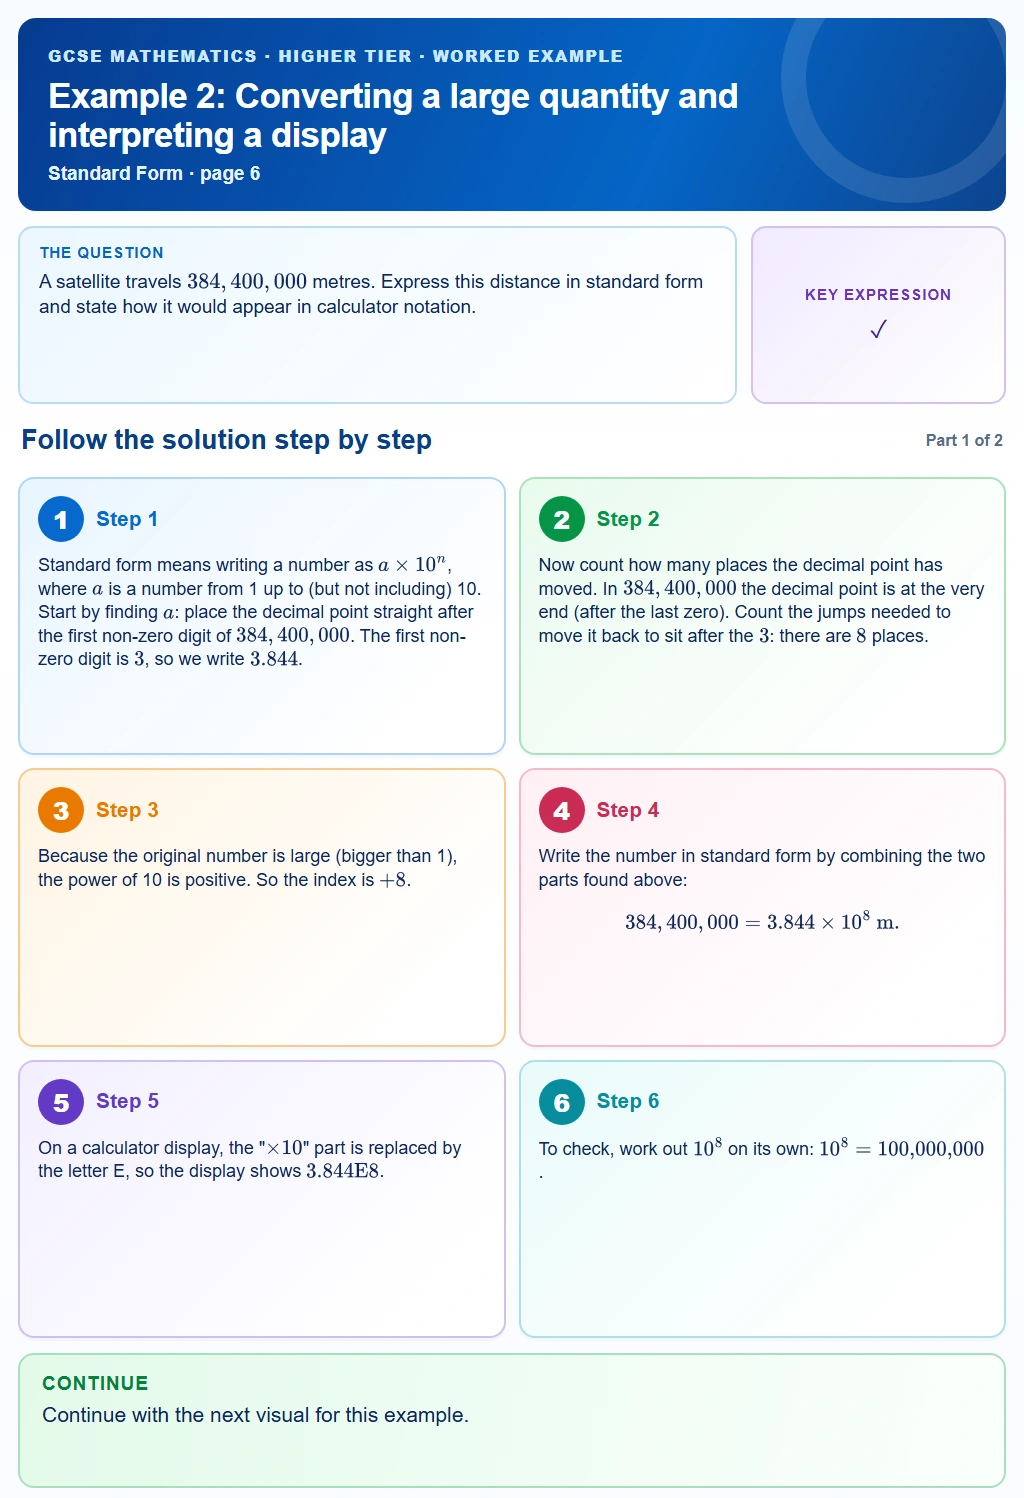 GCSE MATHEMATICS · HIGHER TIER · WORKED EXAMPLE
Example 2: Converting a large quantity and
interpreting a display
Standard Form · page 6
THE QUESTION
A satellite travels 384, 400, 000 metres. Express this distance in standard form
and state how it would appear in calculator notation.
KEY EXPRESSION
✓
Follow the solution step by step
Part 1 of 2
1 Step 1
Standard form means writing a number as a × 10ⁿ,
where a is a number from 1 up to (but not including) 10.
Start by finding a: place the decimal point straight after
the first non-zero digit of 384, 400, 000. The first non-
zero digit is 3, so we write 3.844.
2 Step 2
Now count how many places the decimal point has
moved. In 384, 400, 000 the decimal point is at the very
end (after the last zero). Count the jumps needed to
move it back to sit after the 3: there are 8 places.
3 Step 3
Because the original number is large (bigger than 1),
the power of 10 is positive. So the index is +8.
4 Step 4
Write the number in standard form by combining the two
parts found above:
384, 400, 000 = 3.844 × 10⁸ m.
5 Step 5
On a calculator display, the "×10" part is replaced by
the letter E, so the display shows 3.844E8.
6 Step 6
To check, work out 10⁸ on its own: 10⁸ = 100,000,000
.
CONTINUE
Continue with the next visual for this example.